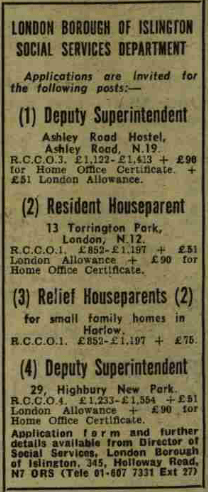 LONDON BOROUGH OF ISLINGTON
SOCIAL SERVICES DEPARTMENT
Applications are invited for
the following posts:—
(1) Deputy Superintendent
Ashley Road Hostel,
Ashley Road, N.19.
R.C.C.O.3. £1,122-£1,413 + £90
for Home Office Certificate. +
£51 London Allowance.
(2) Resident Houseparent
13 Torrington Park,
London, N.12.
R.C.C.O.1. £852-£1,197 + £51
London Allowance + £90 for
Home Office Certificate.
(3) Relief Houseparents (2)
for small family homes in
Harlow.
R.C.C.O.1. £852-£1,197 + £75.
(4) Deputy Superintendent
29, Highbury New Park.
R.C.C.O.4. £1,233-£1,554 + £51
London Allowance + £90 for
Home Office Certificate.
Application form and further
details available from Director of
Social Services, London Borough
of Islington, 345, Holloway Road,
N7 ORS (Tele 01-607 7331 Ext 27)